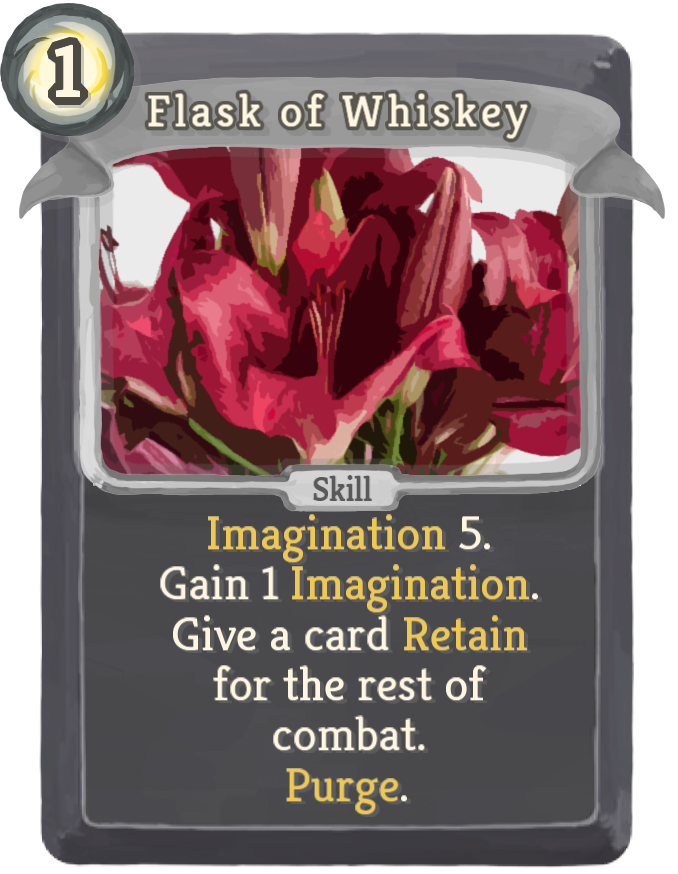 1
Flask of Whiskey
Skill
Imagination 5.
Gain 1 Imagination.
Give a card Retain
for the rest of
combat.
Purge.